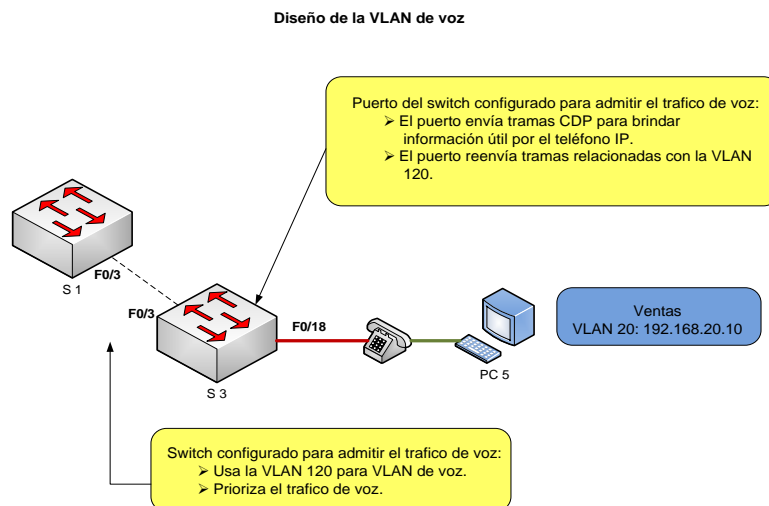 Diseño de la VLAN de voz
Puerto del switch configurado para admitir el trafico de voz:
➢ El puerto envía tramas CDP para brindar
información útil por el teléfono IP.
➢ El puerto reenvía tramas relacionadas con la VLAN
120.
F0/3
S 1
F0/3
F0/18
Ventas
VLAN 20: 192.168.20.10
PC 5
S 3
Switch configurado para admitir el trafico de voz:
➢ Usa la VLAN 120 para VLAN de voz.
➢ Prioriza el trafico de voz.